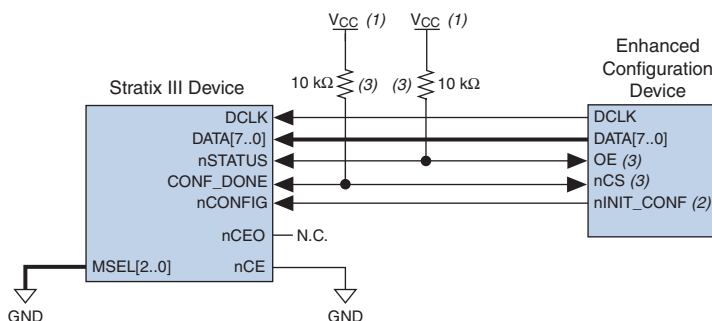 VCC (1)
VCC (1)
Enhanced
Configuration
Device
10 kΩ
(3)
(3)
10 kΩ
Stratix III Device
DCLK
DATA[7..0]
nSTATUS
CONF_DONE
nCONFIG
nCEO
N.C.
MSEL[2..0]
nCE
GND
GND
DCLK
DATA[7..0]
OE (3)
nCS (3)
nINIT_CONF (2)